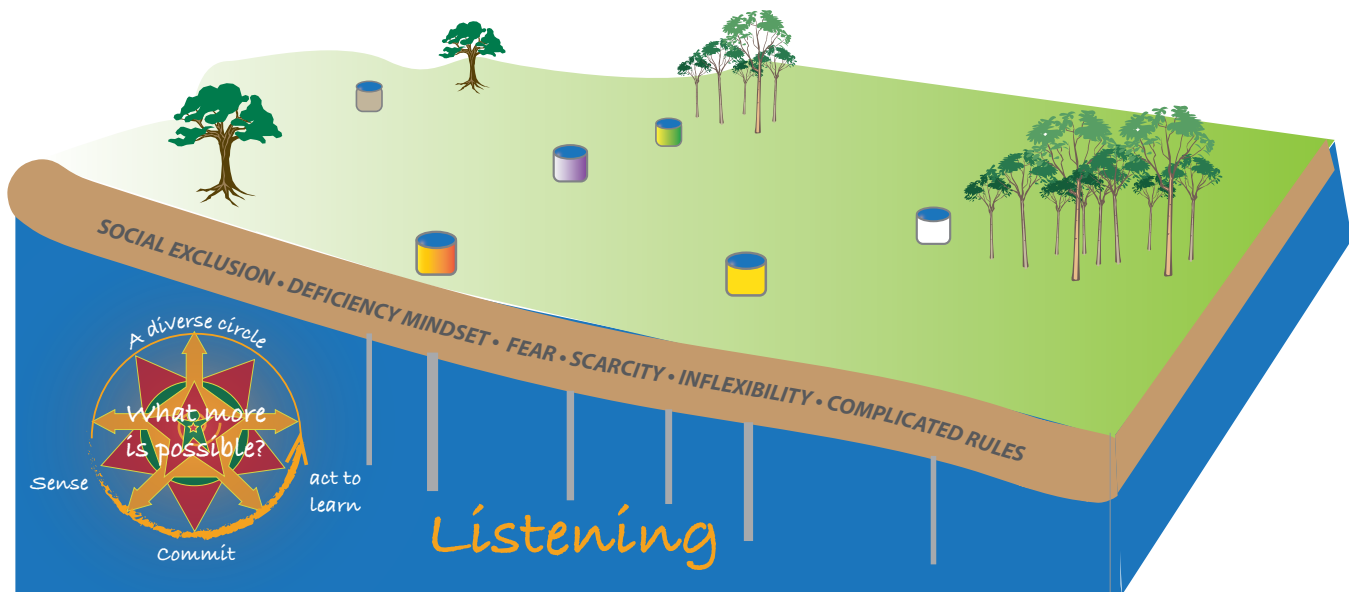 SOCIAL EXCLUSION • DEFICIENCY MINDSET • FEAR • SCARCITY • INFLEXIBILITY • COMPLICATED RULES
A diverse circle
What more
is possible?
Sense
act to
learn
Commit
Listening